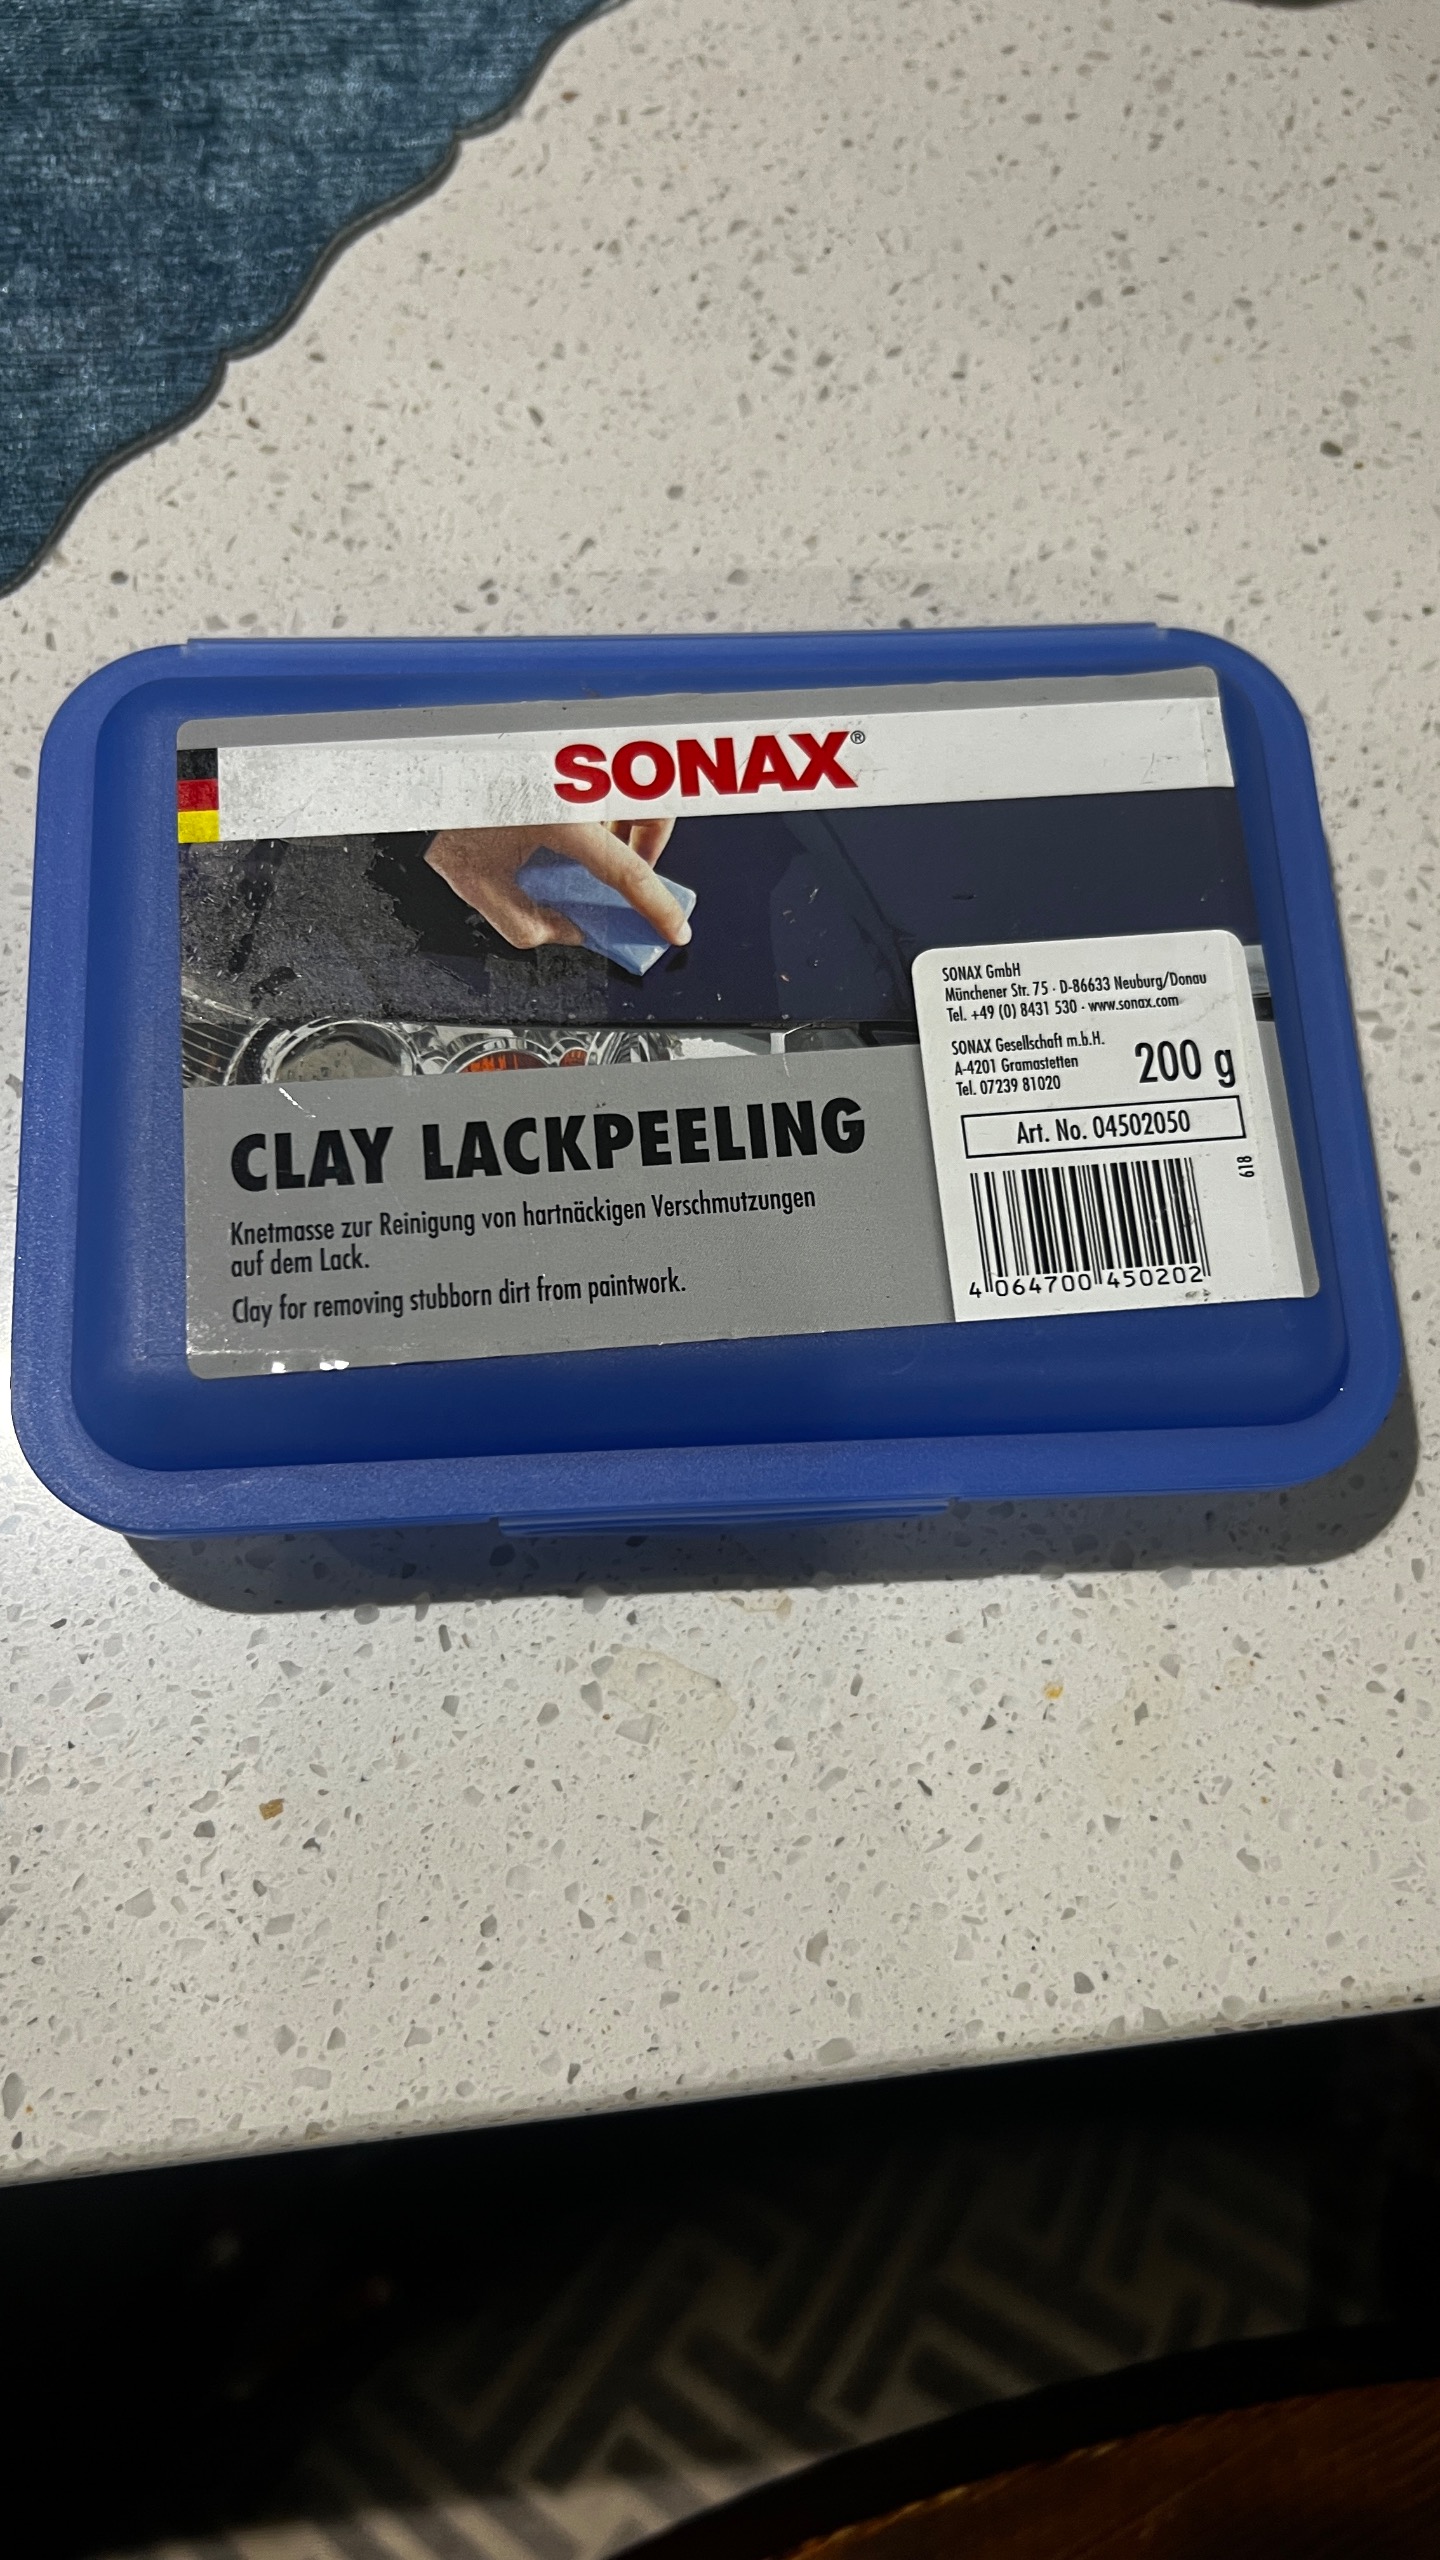 SONAX®
SONAX GmbH
Münchener Str. 75 · D-86633 Neuburg/Donau
Tel. +49 (0) 8431 530 · www.sonax.com
SONAX Gesellschaft m.b.H.
A-4201 Gramastetten
Tel. 07239 81020
200 g
Art. No. 04502050
618
4 064700 450202
CLAY LACKPEELING
Knetmasse zur Reinigung von hartnäckigen Verschmutzungen
auf dem Lack.
Clay for removing stubborn dirt from paintwork.